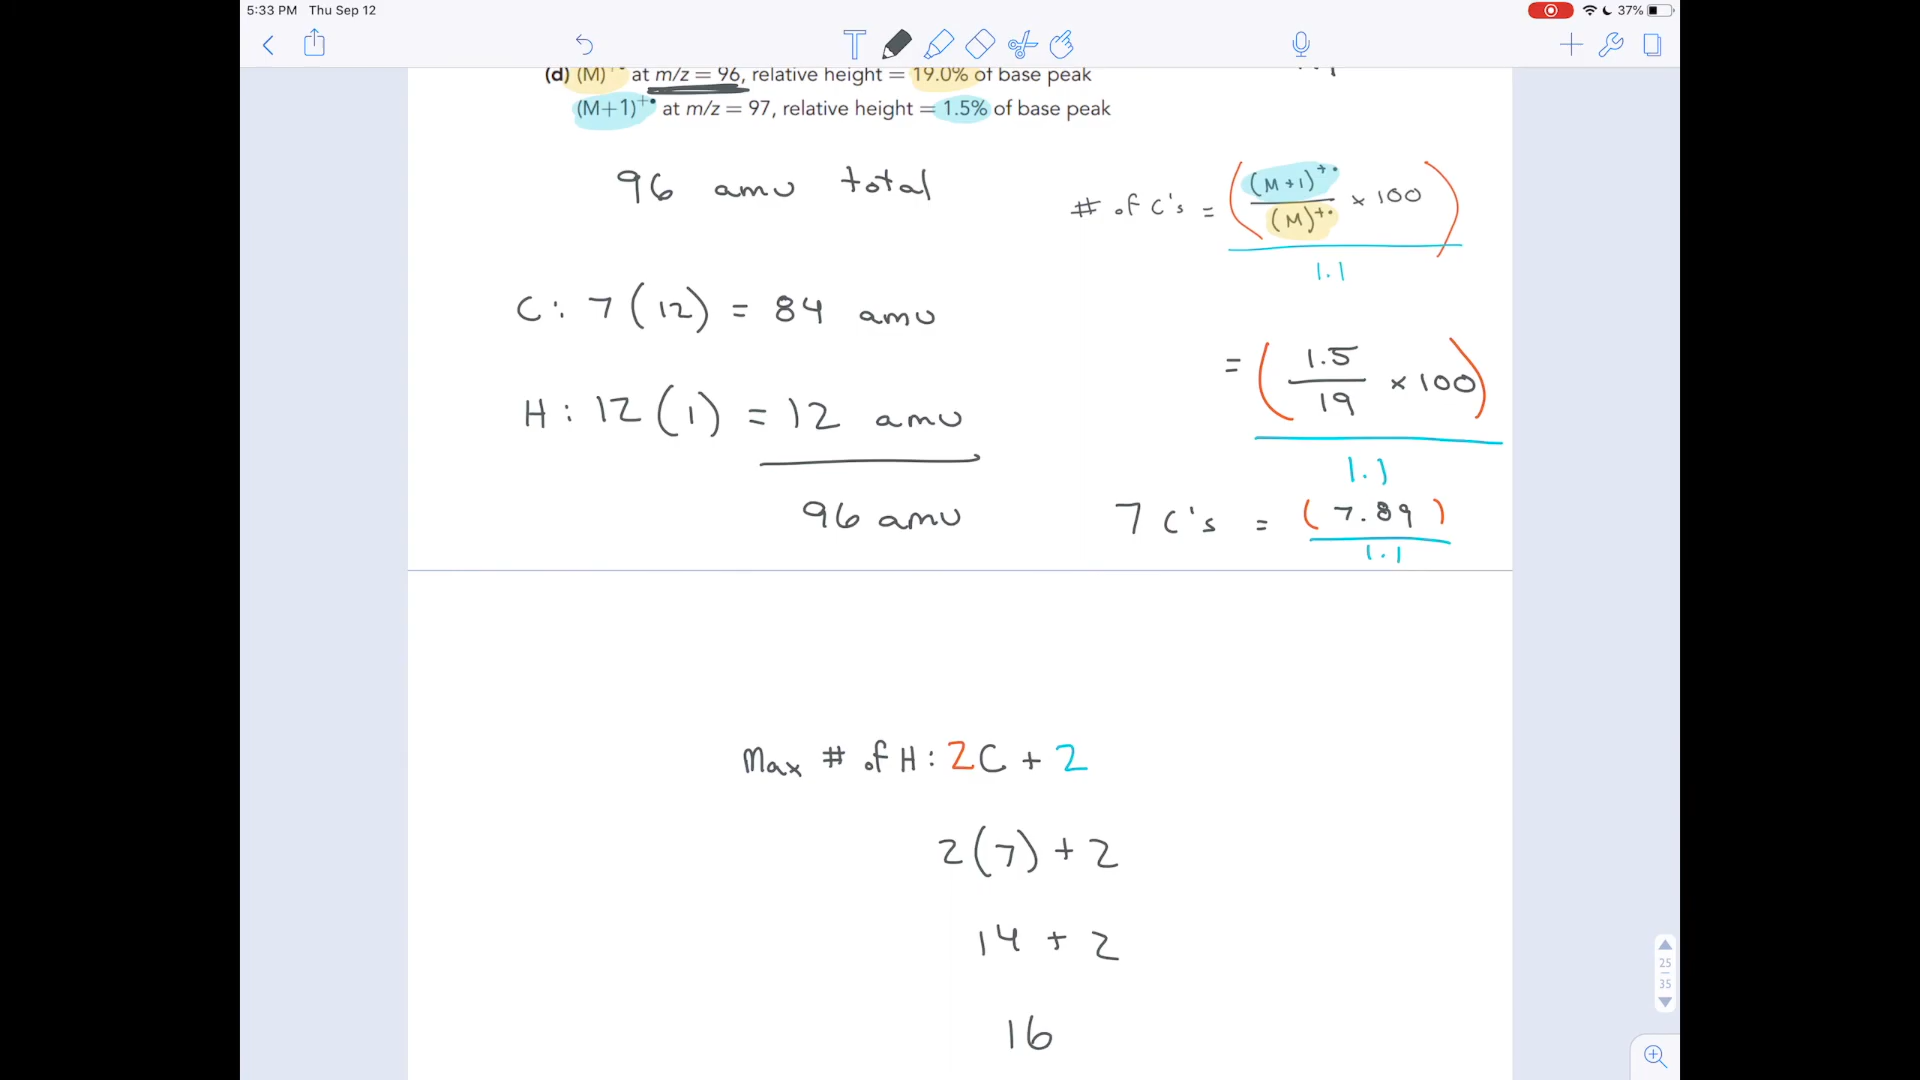 5:33 PM Thu Sep 12
37%
(d) (M)+• at m/z = 96, relative height = 19.0% of base peak
(M+1)+• at m/z = 97, relative height = 1.5% of base peak
96 amu total
# of C's = ( (M+1)+• / (M)+• × 100 )
1.1
C: 7(12) = 84 amu
= ( 1.5 / 19 × 100 )
1.1
H: 12(1) = 12 amu
96 amu
7 C's = (7.89)
1.1
Max # of H: 2C + 2
2(7) + 2
14 + 2
16
25
35